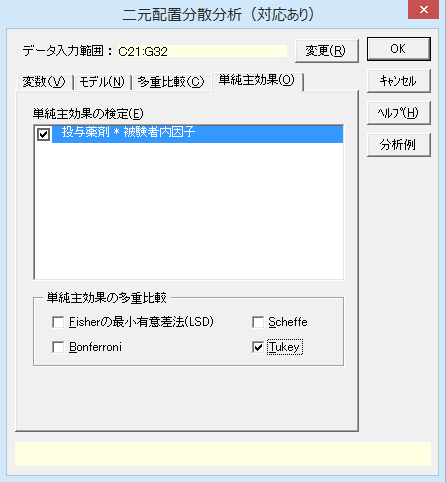 二元配置分散分析（対応あり）
データ入力範囲： C21:G32
変更(R)
OK
キャンセル
ヘルプ(H)
分析例
変数(V)
モデル(N)
多重比較(C)
単純主効果(O)
単純主効果の検定(E)
投与薬剤 * 被験者内因子
単純主効果の多重比較
Fisherの最小有意差法(LSD)
Scheffe
Bonferroni
Tukey